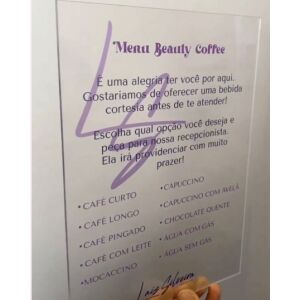 Menu Beauty Coffee
É uma alegria ter você por aqui.
Gostaríamos de oferecer uma bebida
cortesia antes de te atender!
Escolha qual opção você deseja e
peça para nossa recepcionista.
Ela irá providenciar com muito
prazer!
• CAFÉ CURTO
• CAFÉ LONGO
• CAFÉ PINGADO
• CAFÉ COM LEITE
• MOCACCINO
• CAPUCCINO
• CAPUCCINO COM AVELÃ
• CHOCOLATE QUENTE
• ÁGUA COM GÁS
• ÁGUA SEM GÁS